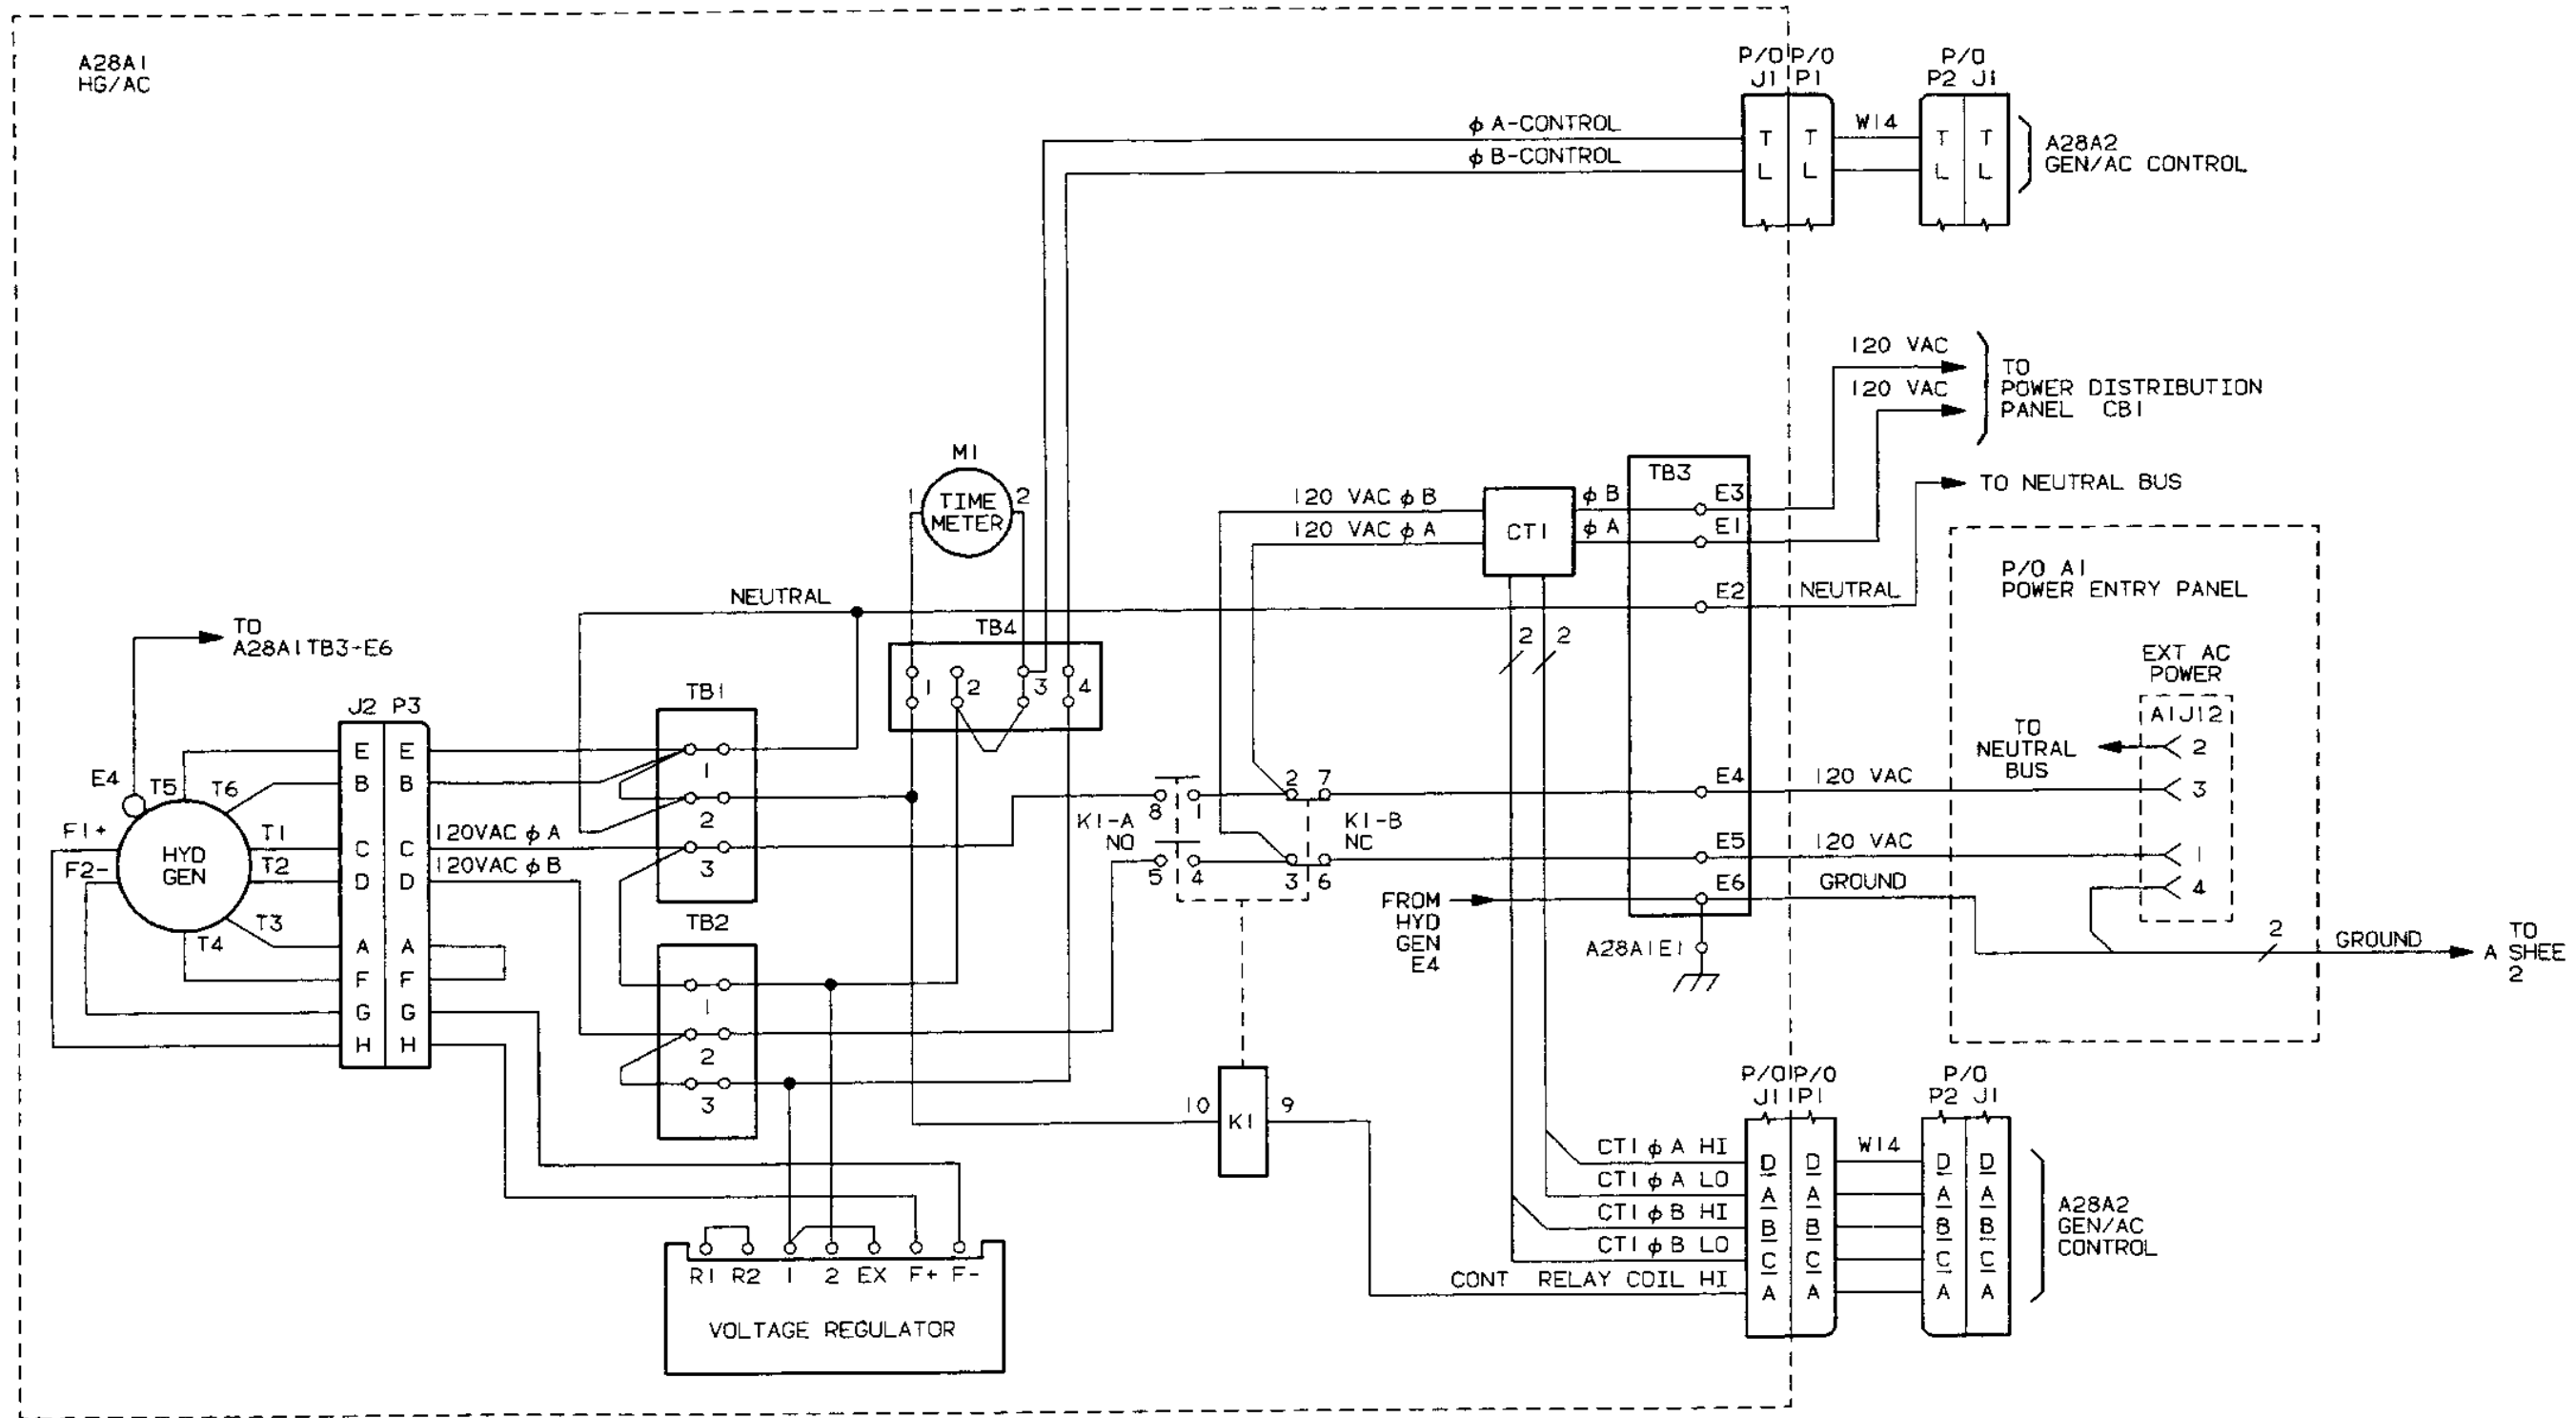 A28A1
HG/AC
P/O P/O
J1 P1
P/O
P2 J1
ϕ A-CONTROL
ϕ B-CONTROL
T T
L L
W14
T T
L L
A28A2
GEN/AC CONTROL
120 VAC
120 VAC
TO
POWER DISTRIBUTION
PANEL CB1
TO NEUTRAL BUS
M1
1 TIME 2
METER
120 VAC ϕ B
120 VAC ϕ A
CT1
ϕ B
ϕ A
TB3
E3
E1
E2
NEUTRAL
NEUTRAL
P/O A1
POWER ENTRY PANEL
EXT AC
POWER
A1J12
TO
NEUTRAL
BUS
2
3
1
4
TO
A28A1TB3-E6
TB4
1 2 3 4
2 2
TB1
1
2
3
J2 P3
E E
B B
C C
D D
A A
F F
G G
H H
E4
T5
T6
F1+
F2-
HYD
GEN
T1
T2
T3
T4
120VAC ϕ A
120VAC ϕ B
K1-A
NO
8 1 2 7
5 4 3 6
K1-B
NC
E4
120 VAC
E5
120 VAC
E6
GROUND
FROM
HYD
GEN
E4
A28A1E1
2
GROUND
A
TO
SHEE
2
TB2
1
2
3
10 K1 9
P/O P/O
J1 P1
P/O
P2 J1
CT1 ϕ A HI
CT1 ϕ A LO
CT1 ϕ B HI
CT1 ϕ B LO
CONT RELAY COIL HI
D D
A A
B B
C C
A A
W14
D D
A A
B B
C C
A A
A28A2
GEN/AC
CONTROL
R1 R2 1 2 EX F+ F-
VOLTAGE REGULATOR